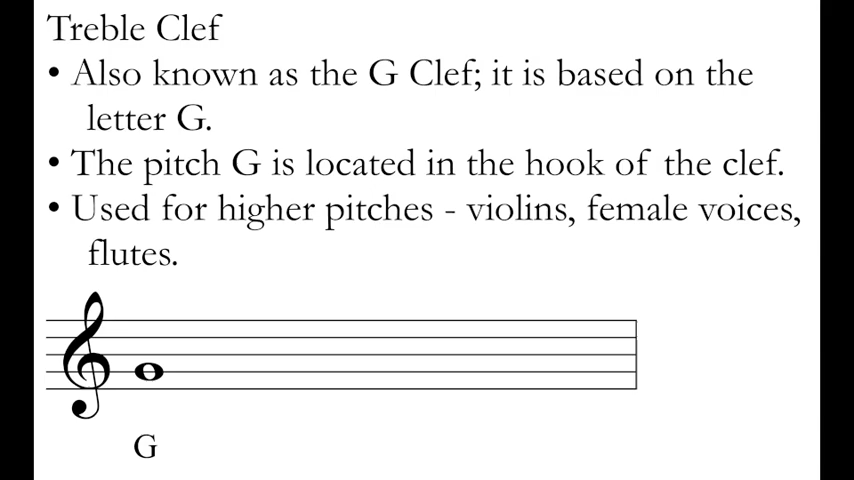 Treble Clef
• Also known as the G Clef; it is based on the
letter G.
• The pitch G is located in the hook of the clef.
• Used for higher pitches - violins, female voices,
flutes.
G